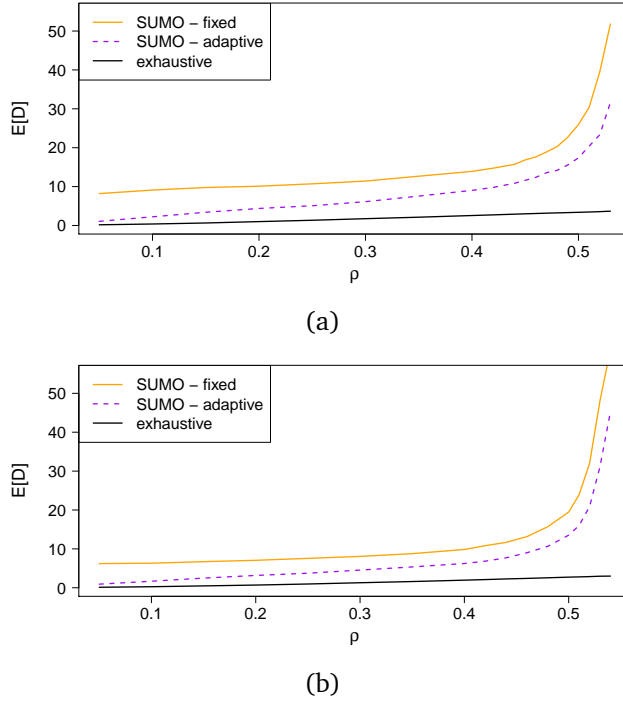 SUMO – fixed
SUMO – adaptive
exhaustive
E[D]
50
40
30
20
10
0
0.1 0.2 0.3 0.4 0.5
ρ
(a)
SUMO – fixed
SUMO – adaptive
exhaustive
E[D]
50
40
30
20
10
0
0.1 0.2 0.3 0.4 0.5
ρ
(b)